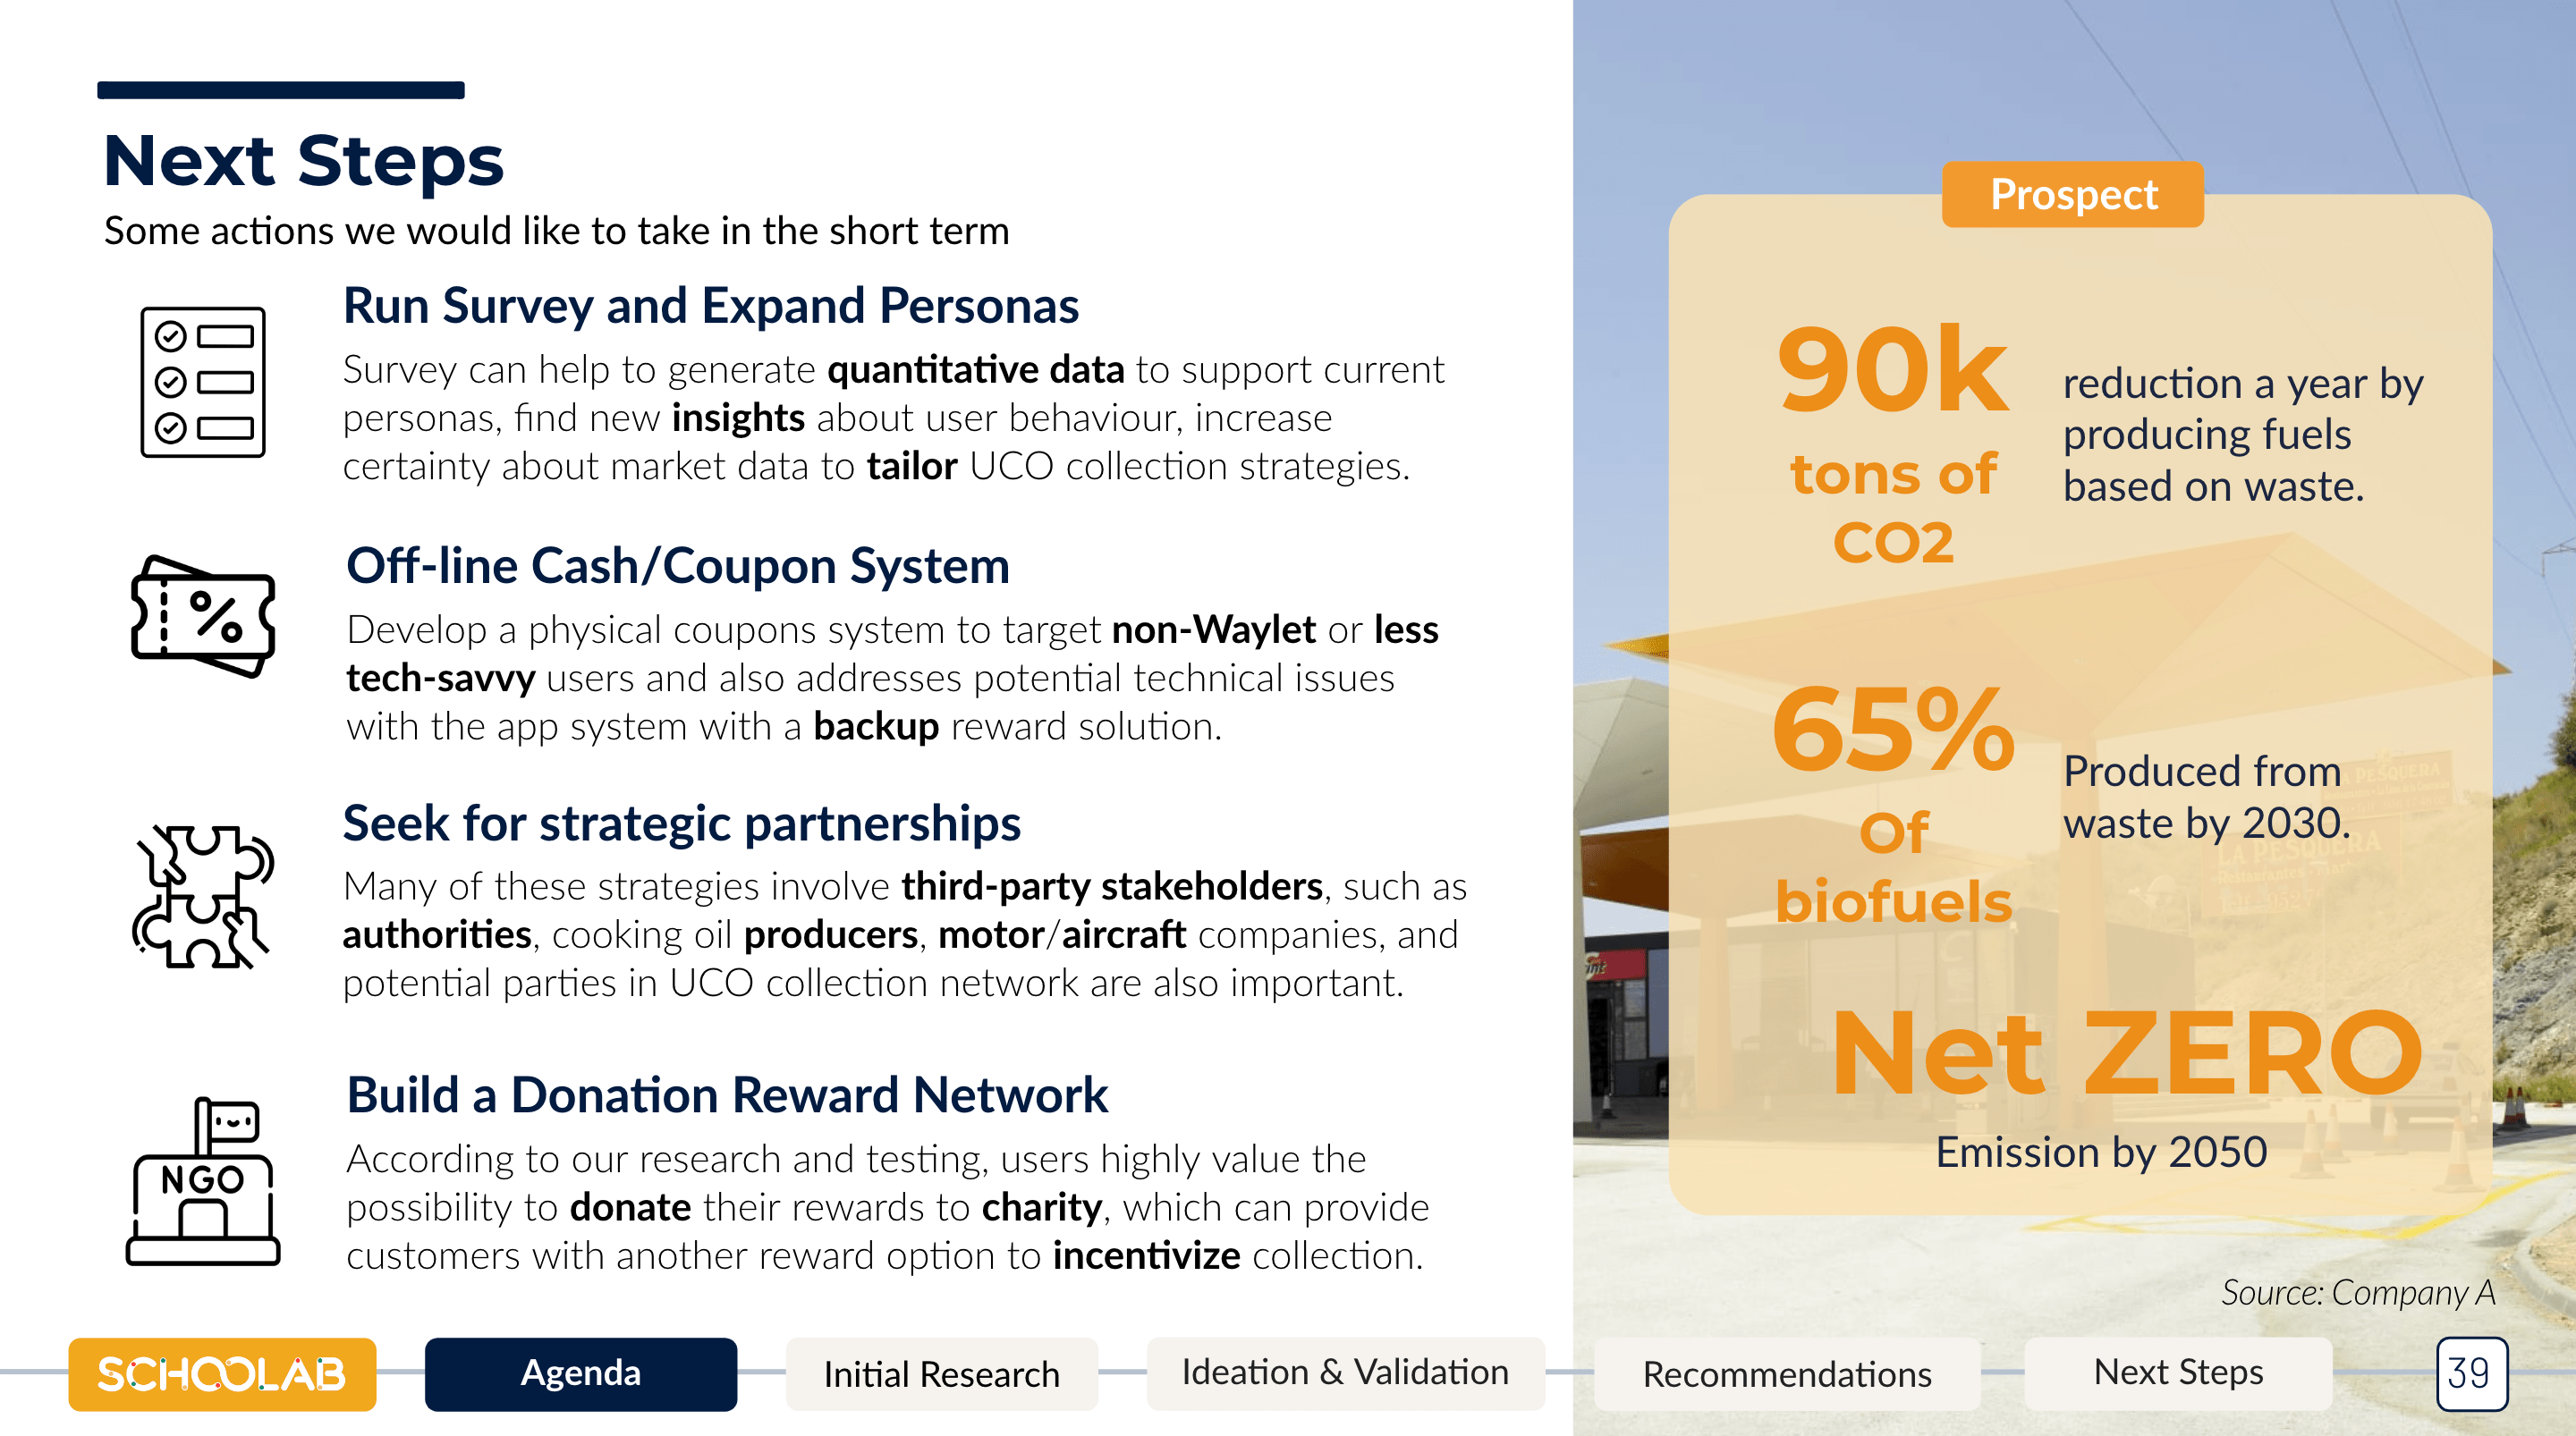 Next Steps
Some actions we would like to take in the short term
Run Survey and Expand Personas
Survey can help to generate quantitative data to support current
personas, find new insights about user behaviour, increase
certainty about market data to tailor UCO collection strategies.
Off-line Cash/Coupon System
Develop a physical coupons system to target non-Waylet or less
tech-savvy users and also addresses potential technical issues
with the app system with a backup reward solution.
Seek for strategic partnerships
Many of these strategies involve third-party stakeholders, such as
authorities, cooking oil producers, motor/aircraft companies, and
potential parties in UCO collection network are also important.
NGO
Build a Donation Reward Network
According to our research and testing, users highly value the
possibility to donate their rewards to charity, which can provide
customers with another reward option to incentivize collection.
Prospect
90k
tons of
CO2
reduction a year by
producing fuels
based on waste.
65%
Of
biofuels
Produced from
waste by 2030.
PESQUERA
LA PESQUERA
Net ZERO
Emission by 2050
Source: Company A
SCHOOLAB
Agenda
Initial Research
Ideation & Validation
Recommendations
Next Steps
39